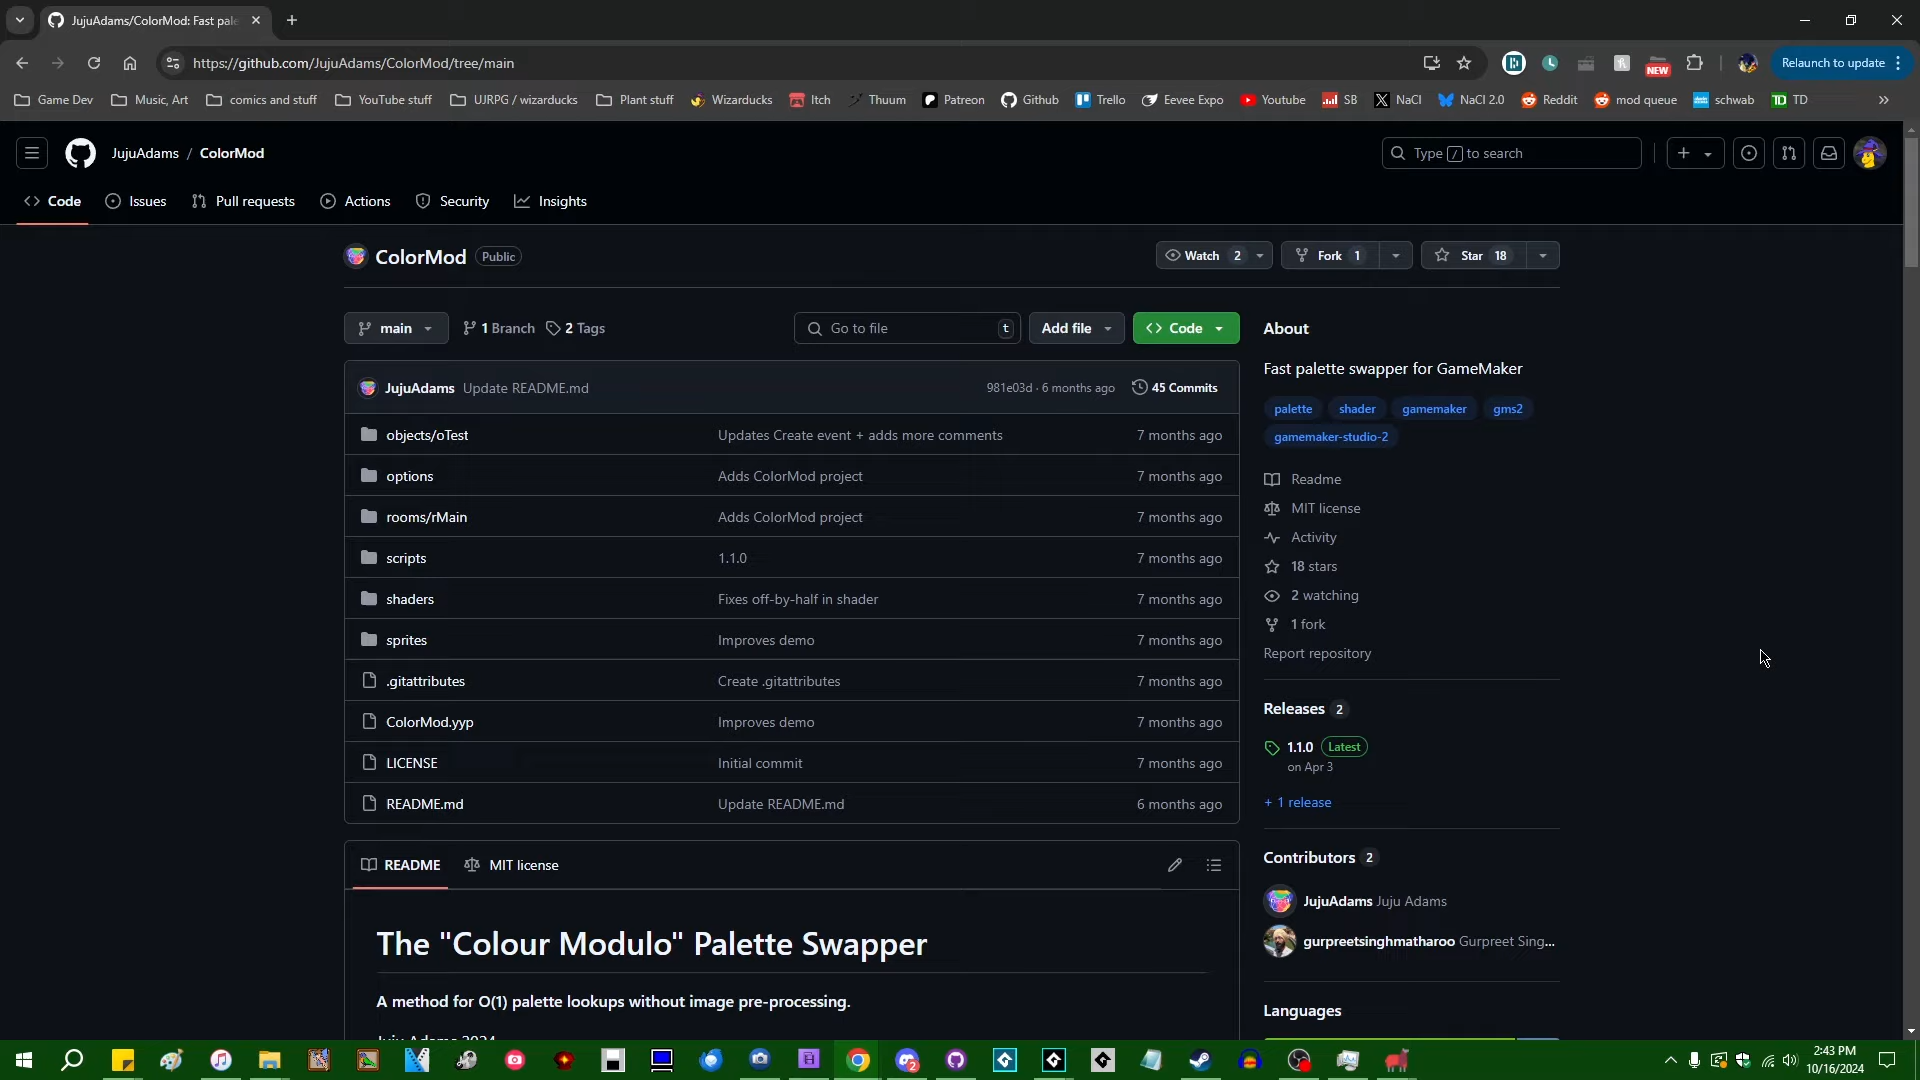 JujuAdams/ColorMod: Fast pale
https://github.com/JujuAdams/ColorMod/tree/main
NEW
Relaunch to update
Game Dev
Music, Art
comics and stuff
YouTube stuff
UJRPG / wizarducks
Plant stuff
Wizarducks
Itch
Thuum
Patreon
Github
Trello
Eevee Expo
Youtube
SB
NaCl
NaCl 2.0
Reddit
mod queue
schwab
TD
JujuAdams / ColorMod
Type / to search
Code
Issues
Pull requests
Actions
Security
Insights
ColorMod Public
Watch 2
Fork 1
Star 18
main
1 Branch
2 Tags
Go to file t
Add file
Code
JujuAdams Update README.md 981e03d · 6 months ago 45 Commits
objects/oTest Updates Create event + adds more comments 7 months ago
options Adds ColorMod project 7 months ago
rooms/rMain Adds ColorMod project 7 months ago
scripts 1.1.0 7 months ago
shaders Fixes off-by-half in shader 7 months ago
sprites Improves demo 7 months ago
.gitattributes Create .gitattributes 7 months ago
ColorMod.yyp Improves demo 7 months ago
LICENSE Initial commit 7 months ago
README.md Update README.md 6 months ago
README
MIT license
The "Colour Modulo" Palette Swapper
A method for O(1) palette lookups without image pre-processing.
Juju Adams 2024
About
Fast palette swapper for GameMaker
palette shader gamemaker gms2
gamemaker-studio-2
Readme
MIT license
Activity
18 stars
2 watching
1 fork
Report repository
Releases 2
1.1.0 Latest
on Apr 3
+ 1 release
Contributors 2
JujuAdams Juju Adams
gurpreetsinghmatharoo Gurpreet Sing...
Languages
2
2:43 PM
10/16/2024